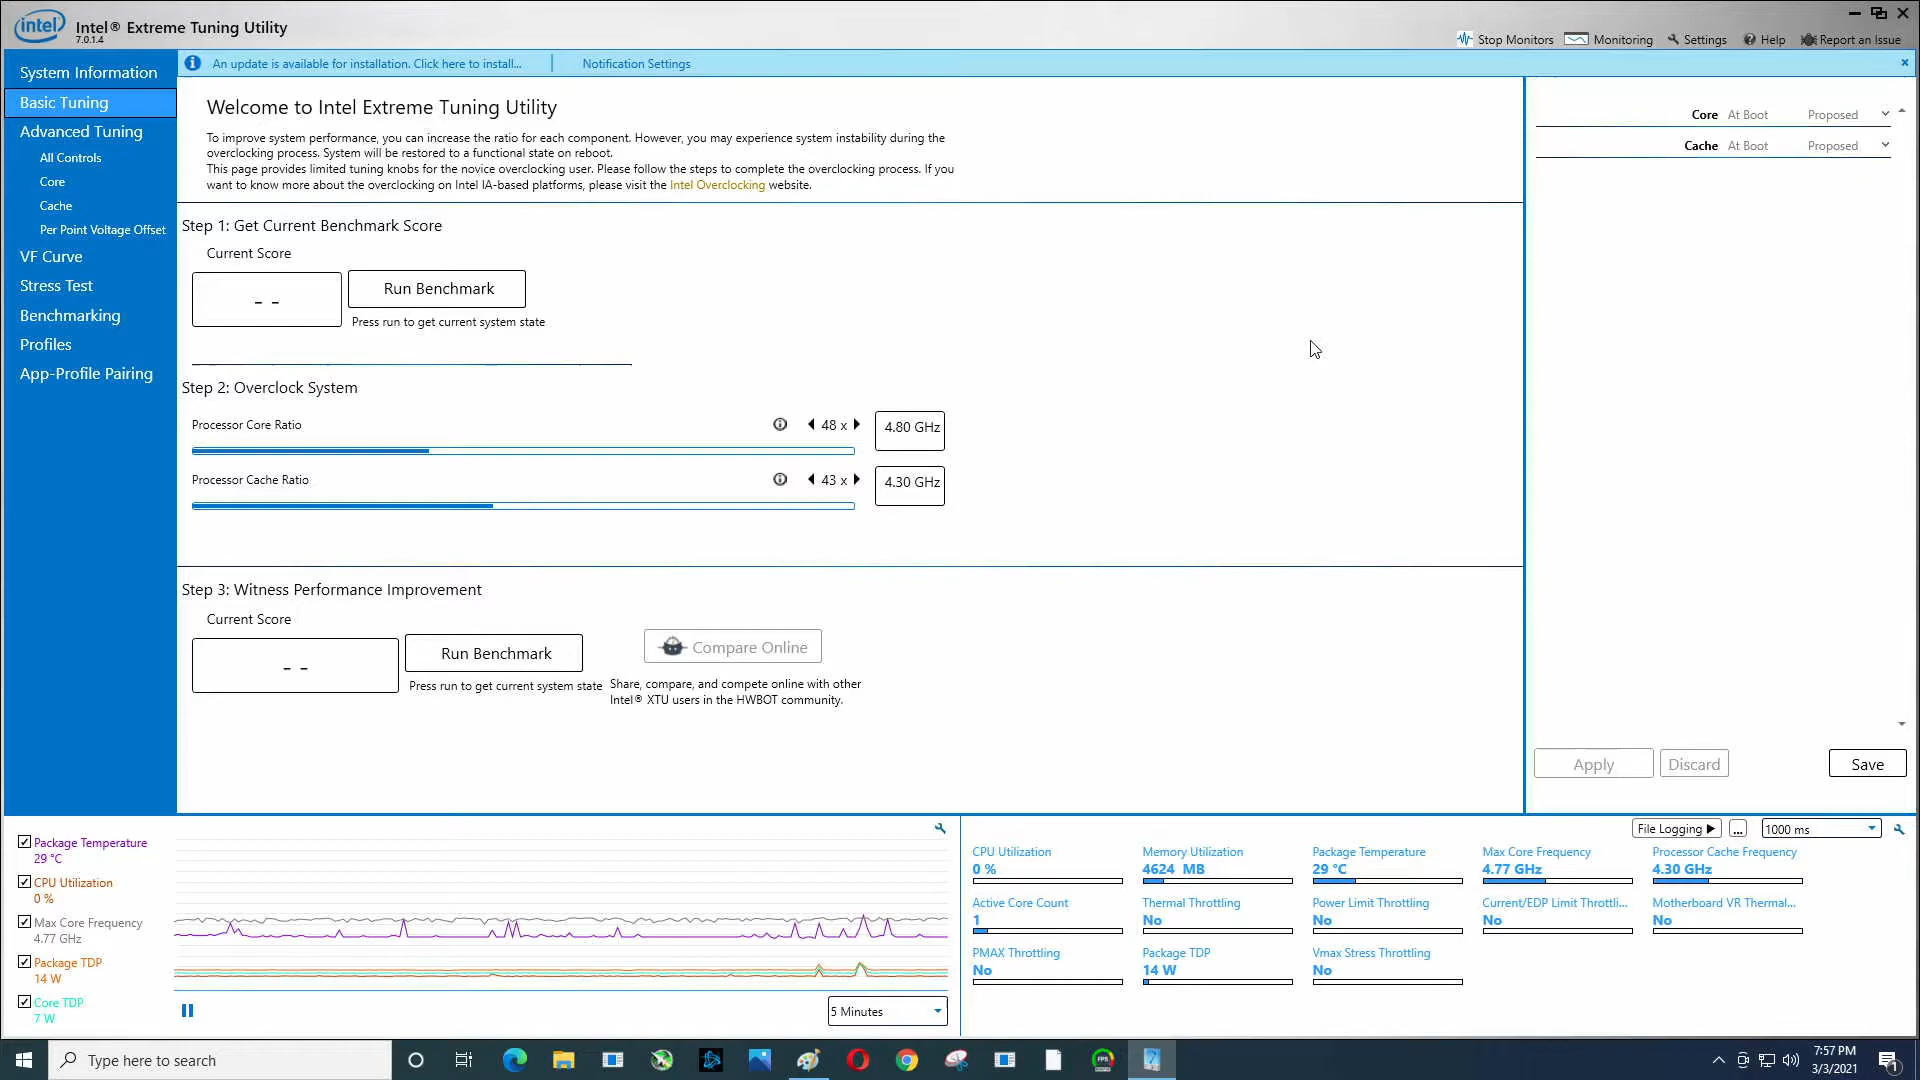 intel
Intel® Extreme Tuning Utility
7.0.1.4
Stop Monitors
Monitoring
Settings
Help
Report an Issue
An update is available for installation. Click here to install...
Notification Settings
System Information
Basic Tuning
Advanced Tuning
All Controls
Core
Cache
Per Point Voltage Offset
VF Curve
Stress Test
Benchmarking
Profiles
App-Profile Pairing
Welcome to Intel Extreme Tuning Utility
To improve system performance, you can increase the ratio for each component. However, you may experience system instability during the
overclocking process. System will be restored to a functional state on reboot.
This page provides limited tuning knobs for the novice overclocking user. Please follow the steps to complete the overclocking process. If you
want to know more about the overclocking on Intel IA-based platforms, please visit the Intel Overclocking website.
Step 1: Get Current Benchmark Score
Current Score
- -
Run Benchmark
Press run to get current system state
Step 2: Overclock System
Processor Core Ratio
48 x
4.80 GHz
Processor Cache Ratio
43 x
4.30 GHz
Step 3: Witness Performance Improvement
Current Score
- -
Run Benchmark
Press run to get current system state
Compare Online
Share, compare, and compete online with other
Intel® XTU users in the HWBOT community.
Core At Boot Proposed
Cache At Boot Proposed
Apply
Discard
Save
Package Temperature
29 °C
CPU Utilization
0 %
Max Core Frequency
4.77 GHz
Package TDP
14 W
Core TDP
7 W
5 Minutes
File Logging
...
1000 ms
CPU Utilization
0 %
Memory Utilization
4624 MB
Package Temperature
29 °C
Max Core Frequency
4.77 GHz
Processor Cache Frequency
4.30 GHz
Active Core Count
1
Thermal Throttling
No
Power Limit Throttling
No
Current/EDP Limit Throttli...
No
Motherboard VR Thermal...
No
PMAX Throttling
No
Package TDP
14 W
Vmax Stress Throttling
No
Type here to search
FPS
7:57 PM
3/3/2021
1